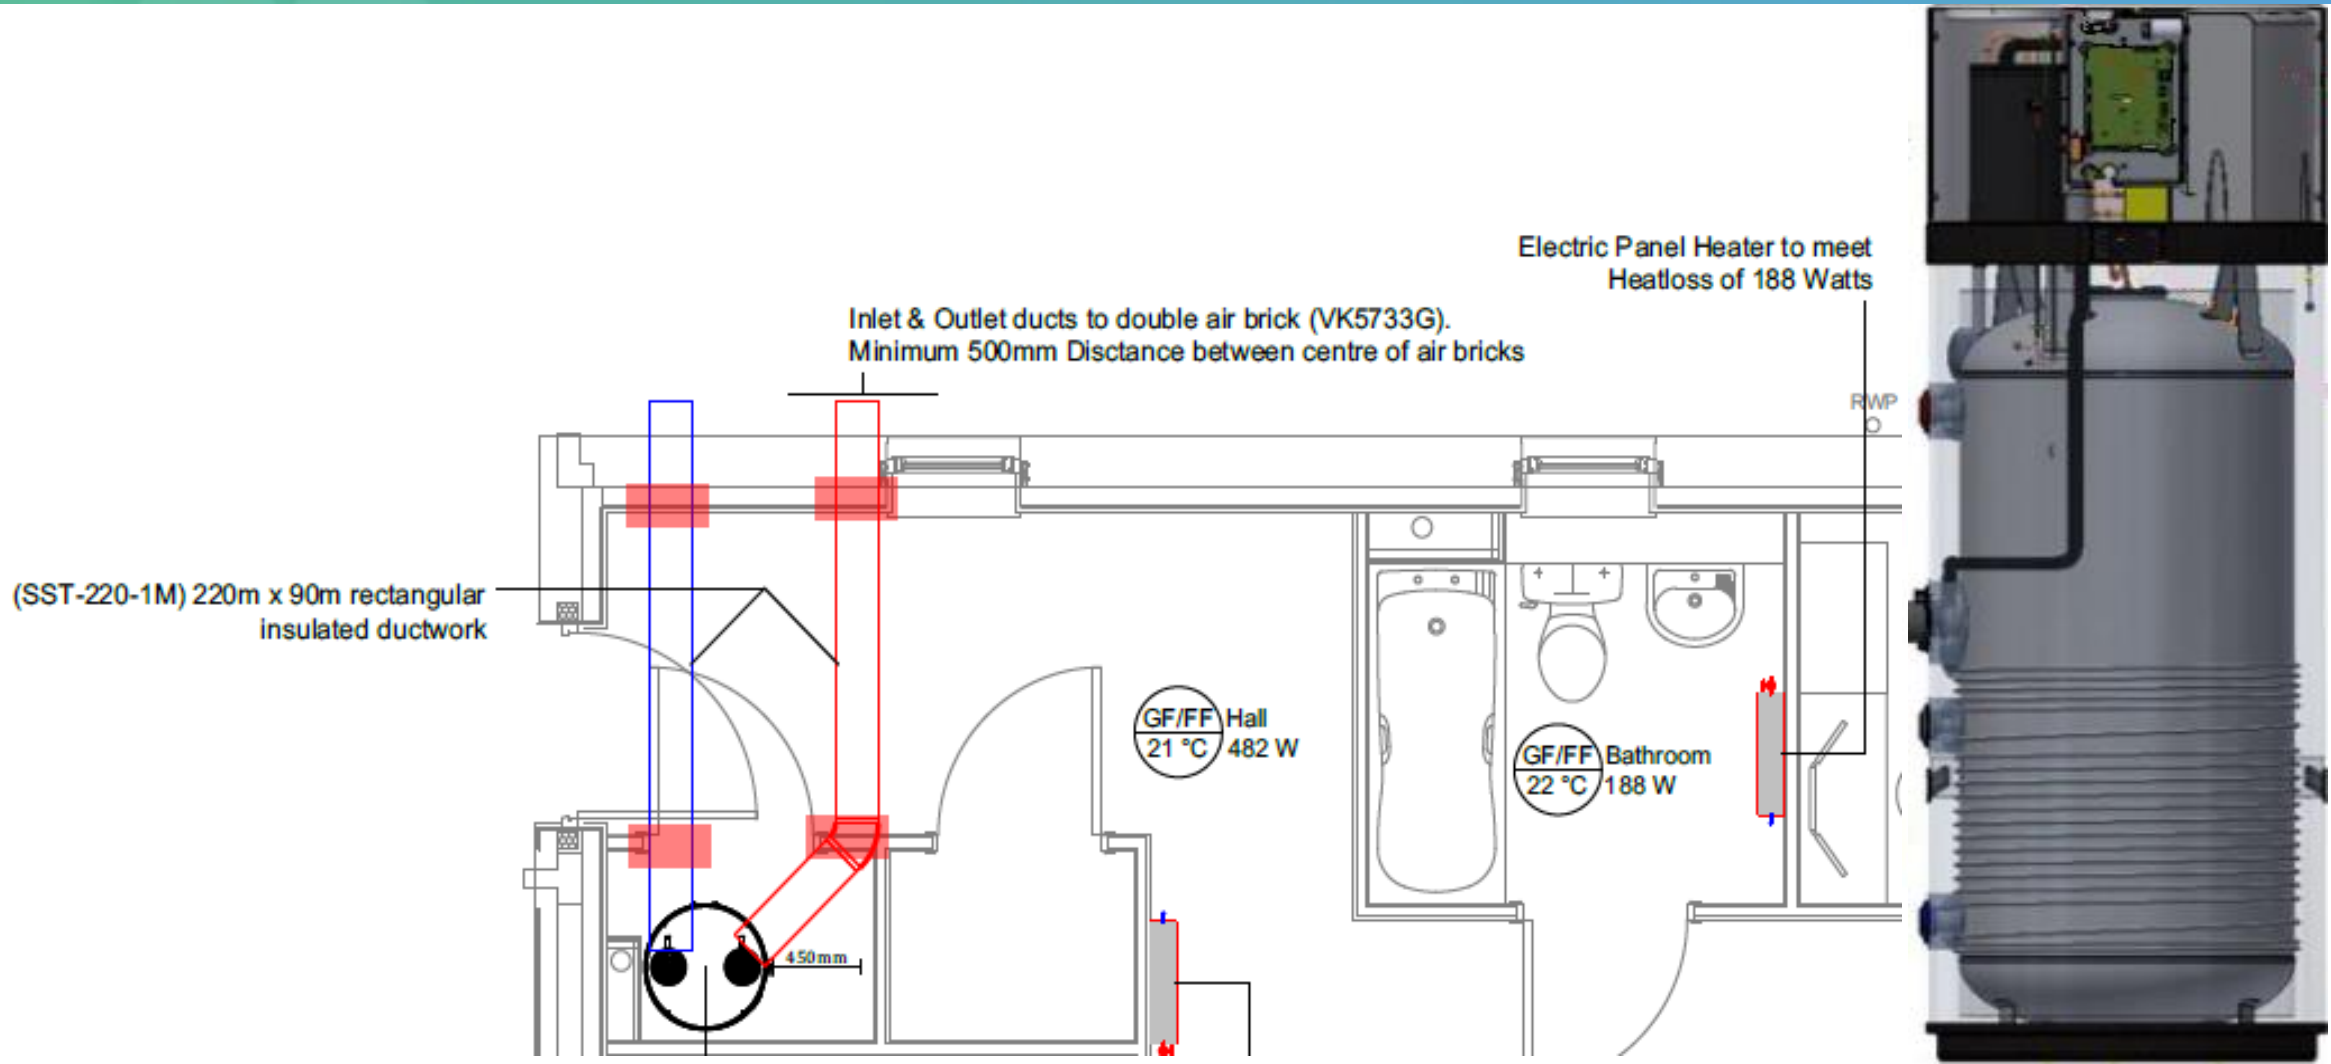 Electric Panel Heater to meet
Heatloss of 188 Watts
Inlet & Outlet ducts to double air brick (VK5733G).
Minimum 500mm Disctance between centre of air bricks
RWP
(SST-220-1M) 220m x 90m rectangular
insulated ductwork
GF/FF Hall
21 °C 482 W
GF/FF Bathroom
22 °C 188 W
450mm